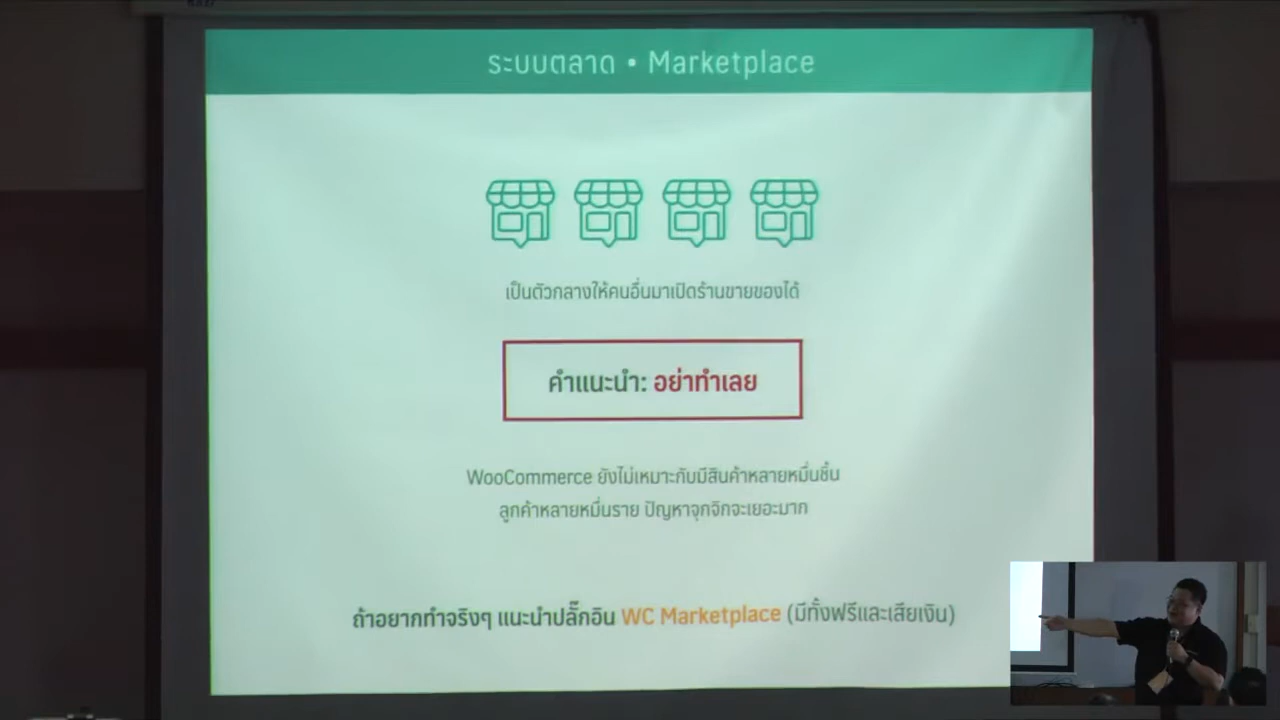 ระบบตลาด • Marketplace
เป็นตัวกลางให้คนอื่นมาเปิดร้านขายของได้
คำแนะนำ: อย่าทำเลย
WooCommerce ยังไม่เหมาะกับมีสินค้าหลายหมื่นชิ้น
ลูกค้าหลายหมื่นราย ปัญหาจุกจิกจะเยอะมาก
ถ้าอยากทำจริงๆ แนะนำปลั๊กอิน WC Marketplace (มีทั้งฟรีและเสียเงิน)